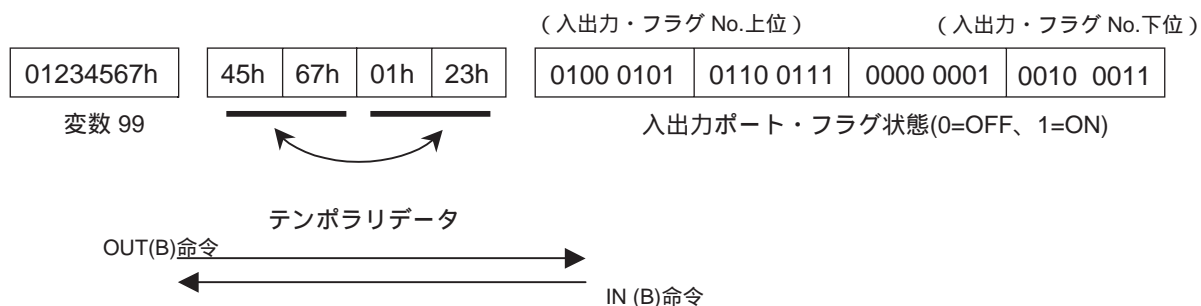 （入出力・フラグ No.上位） （入出力・フラグ No.下位）
01234567h 45h 67h 01h 23h 0100 0101 0110 0111 0000 0001 0010 0011
変数 99 入出力ポート・フラグ状態(0=OFF、1=ON)
テンポラリデータ
OUT(B)命令
IN (B)命令